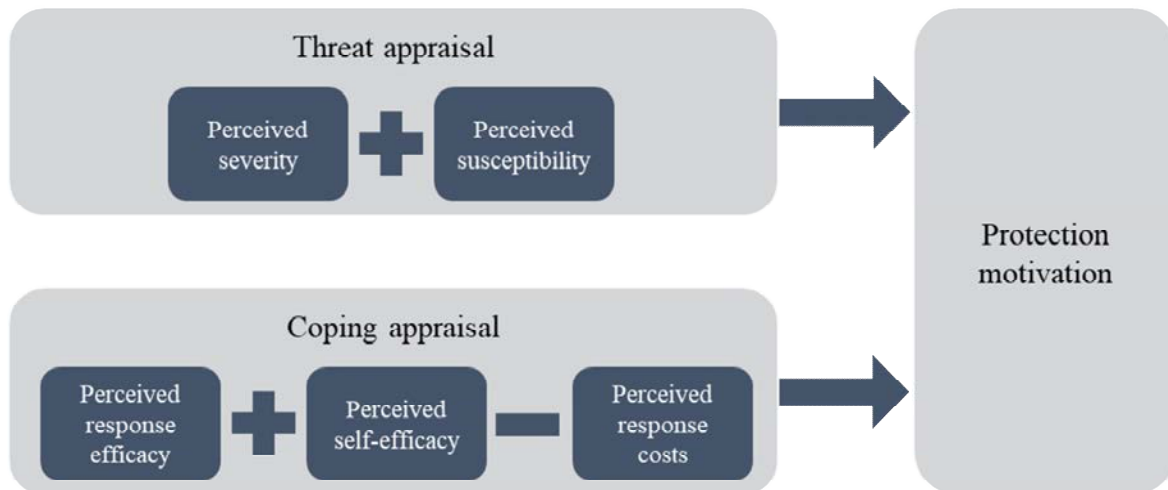 Threat appraisal
Perceived
severity
Perceived
susceptibility
Protection
motivation
Coping appraisal
Perceived
response
efficacy
Perceived
self-efficacy
Perceived
response
costs